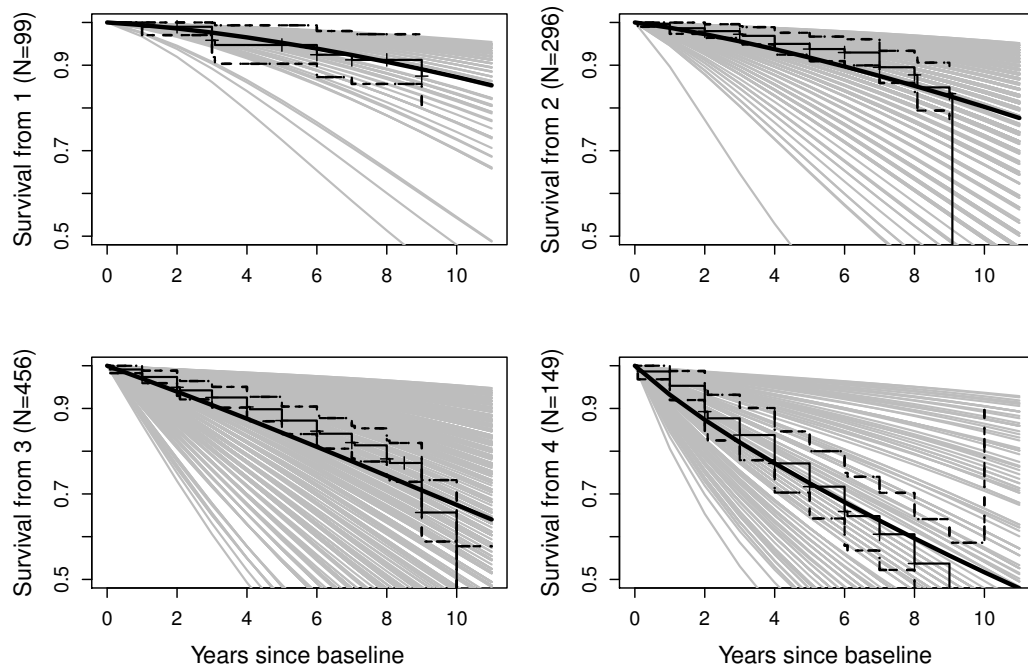 Survival from 1 (N=99)
0.5 0.7 0.9
0 2 4 6 8 10
Survival from 2 (N=296)
0.5 0.7 0.9
0 2 4 6 8 10
Survival from 3 (N=456)
0.5 0.7 0.9
0 2 4 6 8 10
Years since baseline
Survival from 4 (N=149)
0.5 0.7 0.9
0 2 4 6 8 10
Years since baseline